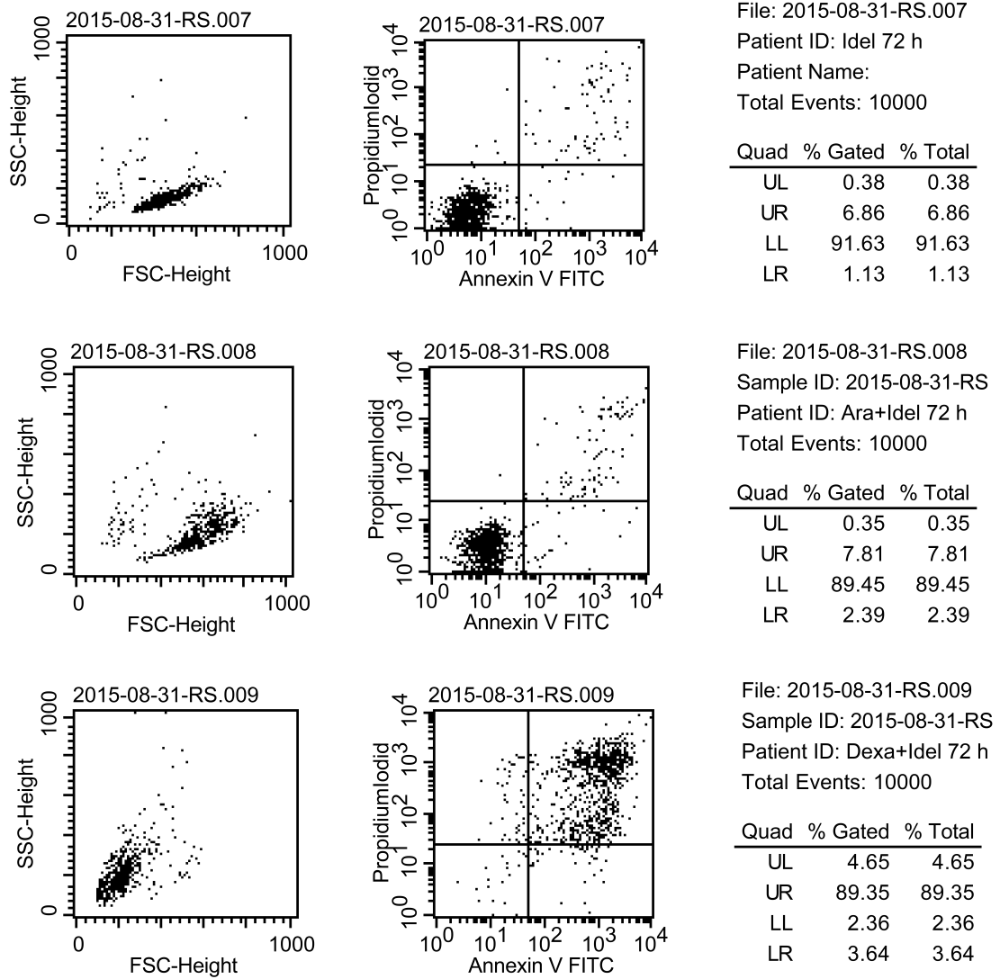 2015-08-31-RS.007
1000
0
SSC-Height
0 1000
FSC-Height
2015-08-31-RS.007
10^4
10^3
10^2
10^1
10^0
PropidiumIodid
10^0 10^1 10^2 10^3 10^4
Annexin V FITC
File: 2015-08-31-RS.007
Patient ID: Idel 72 h
Patient Name:
Total Events: 10000
Quad % Gated % Total
UL 0.38 0.38
UR 6.86 6.86
LL 91.63 91.63
LR 1.13 1.13
2015-08-31-RS.008
1000
0
SSC-Height
0 1000
FSC-Height
2015-08-31-RS.008
10^4
10^3
10^2
10^1
10^0
PropidiumIodid
10^0 10^1 10^2 10^3 10^4
Annexin V FITC
File: 2015-08-31-RS.008
Sample ID: 2015-08-31-RS
Patient ID: Ara+Idel 72 h
Total Events: 10000
Quad % Gated % Total
UL 0.35 0.35
UR 7.81 7.81
LL 89.45 89.45
LR 2.39 2.39
2015-08-31-RS.009
1000
0
SSC-Height
0 1000
FSC-Height
2015-08-31-RS.009
10^4
10^3
10^2
10^1
10^0
PropidiumIodid
10^0 10^1 10^2 10^3 10^4
Annexin V FITC
File: 2015-08-31-RS.009
Sample ID: 2015-08-31-RS
Patient ID: Dexa+Idel 72 h
Total Events: 10000
Quad % Gated % Total
UL 4.65 4.65
UR 89.35 89.35
LL 2.36 2.36
LR 3.64 3.64